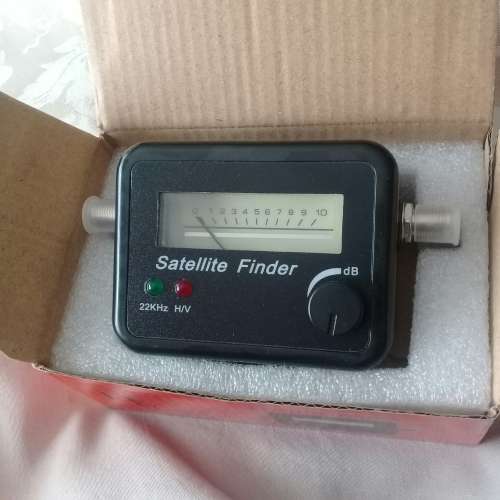 0 1 2 3 4 5 6 7 8 9 10
Satellite Finder
dB
22KHz H/V